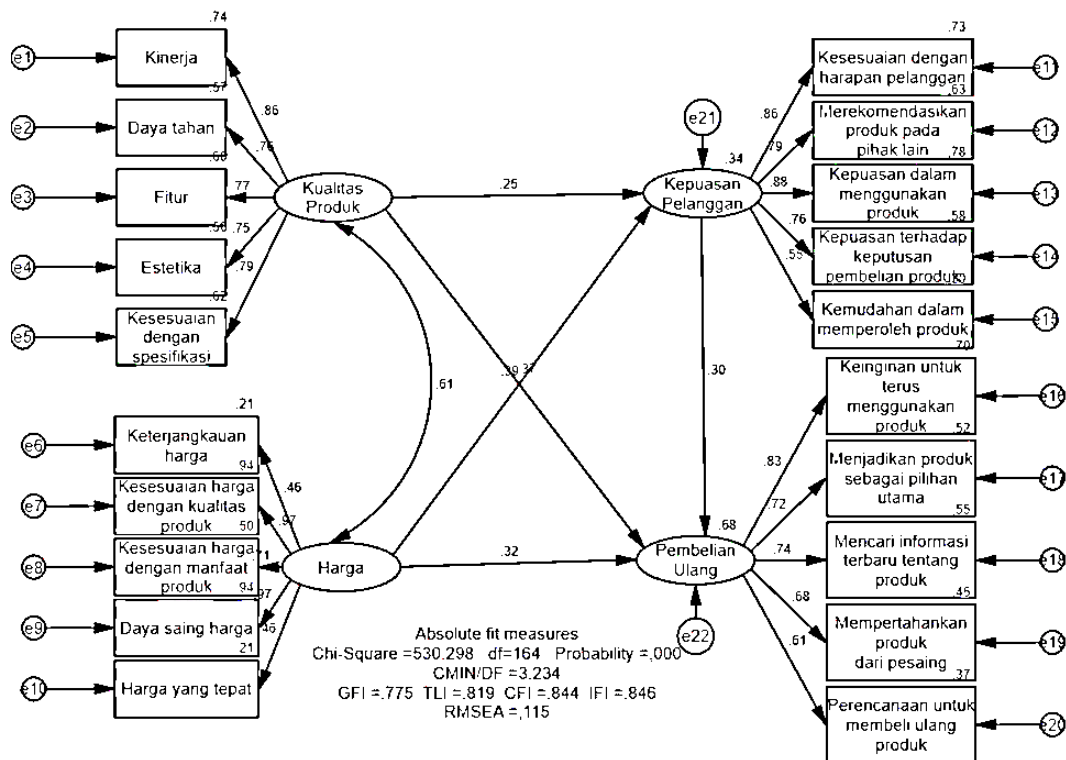 .74
e1
Kinerja
.57
.86
e2
Daya tahan
.76
.60
e3
Fitur
.77
.56
e4
Estetika
.75
.62
.79
e5
Kesesuaian
dengan
spesifikasi
Kualitas
Produk
.25
.61
.39
.37
.21
e6
Keterjangkauan
harga
.94
.46
e7
Kesesuaian harga
dengan kualitas
produk
.50
.97
e8
Kesesuaian harga
dengan manfaat
produk
.94
e9
Daya saing harga
.21
.97
.46
e10
Harga yang tepat
Harga
.32
e21
.34
Kepuasan
Pelanggan
.30
.73
.86
Kesesuaian dengan
harapan pelanggan
e11
.63
.79
Merekomendasikan
produk pada
pihak lain
e12
.78
.88
Kepuasan dalam
menggunakan
produk
e13
.58
.76
Kepuasan terhadap
keputusan
pembelian produk
e14
Kemudahan dalam
memperoleh produk
e15
.70
.68
Pembelian
Ulang
e22
.83
Keinginan untuk
terus
menggunakan
produk
e16
.52
.72
Menjadikan produk
sebagai pilihan
utama
e17
.55
.74
Mencari informasi
terbaru tentang
produk
e18
.68
Mempertahankan
produk
dari pesaing
e19
.37
.61
Perencanaan untuk
membeli ulang
produk
e20
Absolute fit measures
Chi-Square =530.298 df=164 Probability =,000
CMIN/DF =3.234
GFI =.775 TLI =.819 CFI =.844 IFI =.846
RMSEA =,115